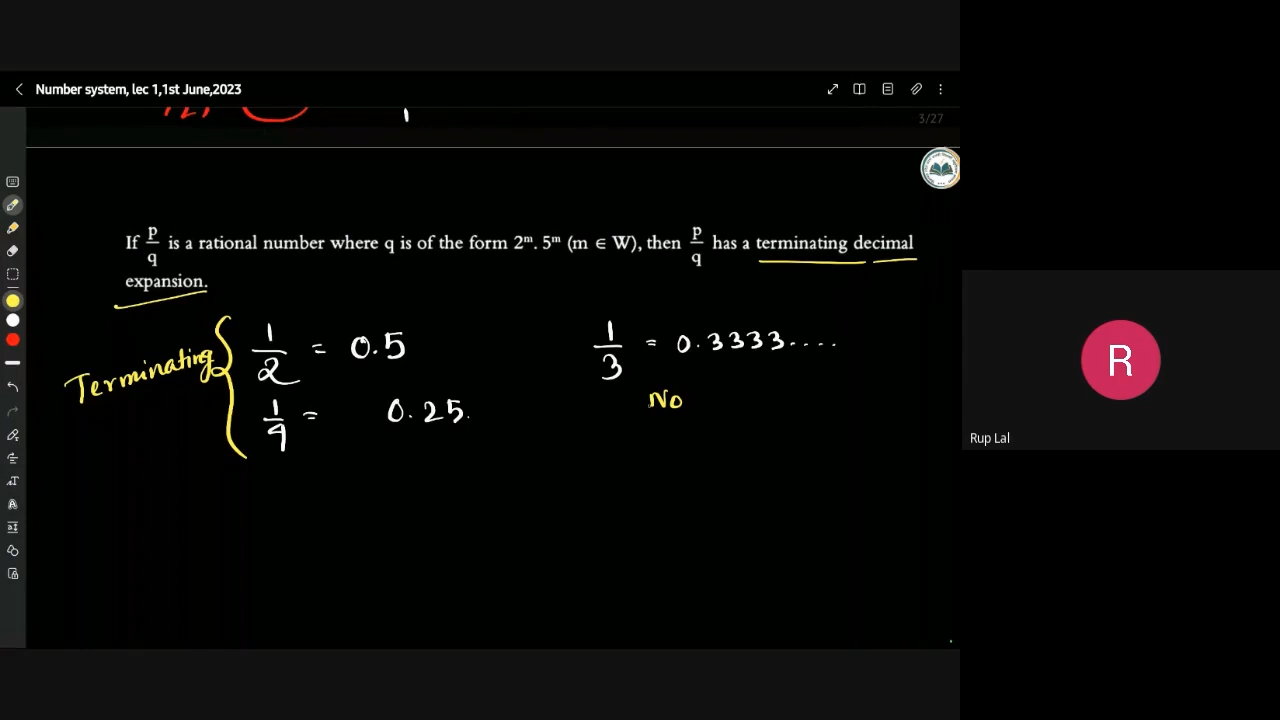 Number system, lec 1,1st June,2023
3/27
If p/q is a rational number where q is of the form 2ᵐ. 5ᵐ (m ∈ W), then p/q has a terminating decimal
expansion.
Terminating
1/2 = 0.5
1/4 = 0.25.
1/3 = 0.3333....
No
R
Rup Lal